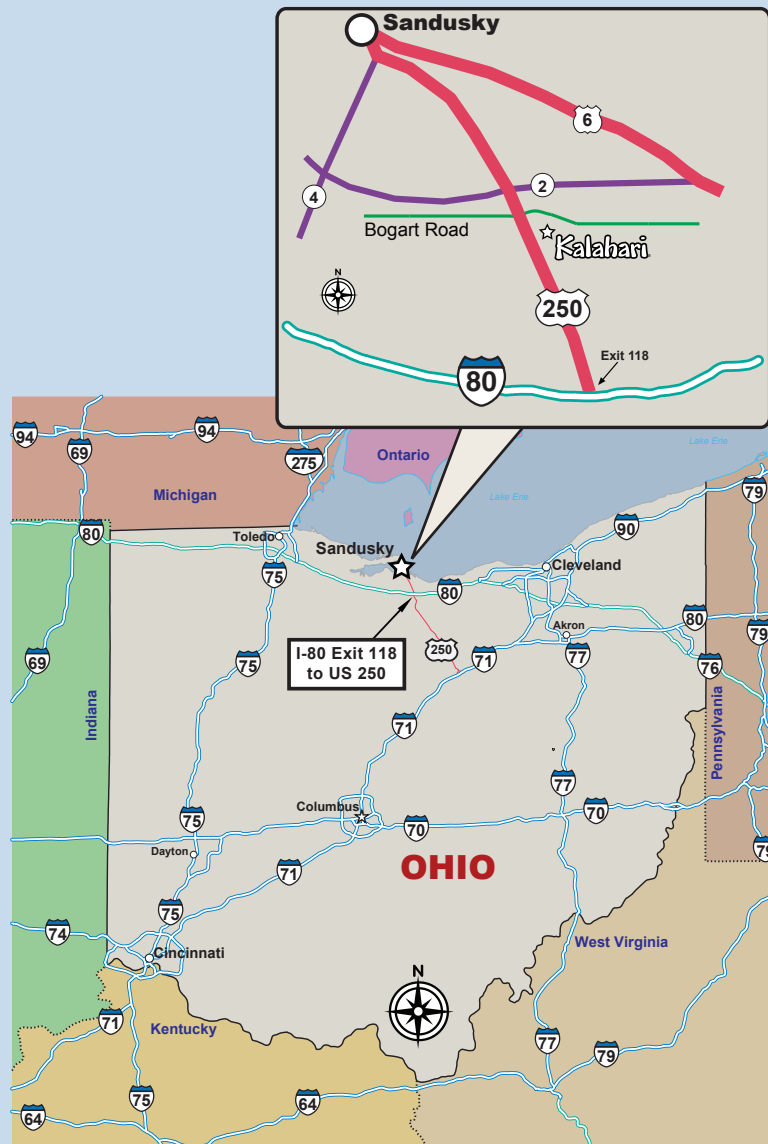 Sandusky
6
4
2
Bogart Road
Kalahari
N
250
Exit 118
80
94
94
69
275
Ontario
Lake Erie
Michigan
Lake Erie
79
90
80
Toledo
Sandusky
Cleveland
75
80
I-80 Exit 118
to US 250
250
Akron
80
79
69
75
71
77
76
Indiana
Pennsylvania
71
77
Columbus
75
70
70
Dayton
79
71
OHIO
75
74
West Virginia
Cincinnati
N
71
Kentucky
77
79
75
64
64